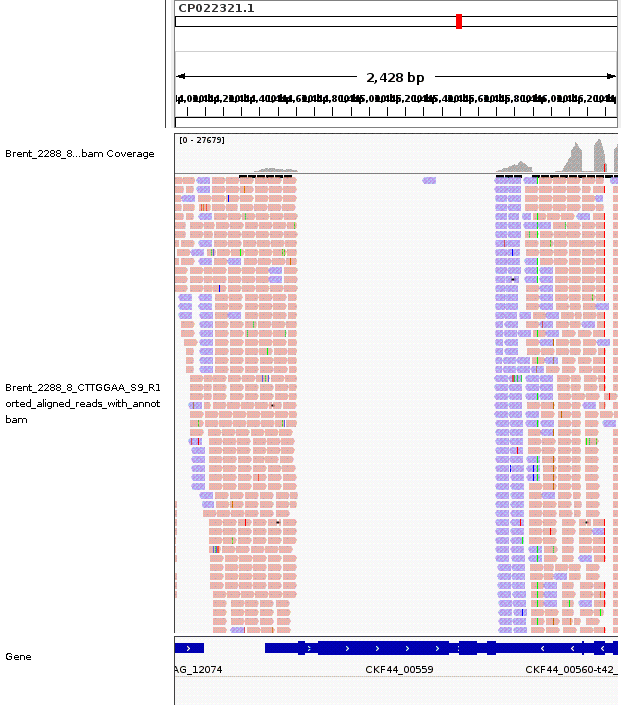 CP022321.1
2,428 bp
[0 - 27679]
Brent_2288_8...bam Coverage
Brent_2288_8_CTTGGAA_S9_R1
orted_aligned_reads_with_annot
bam
Gene
AG_12074
CKF44_00559
CKF44_00560-t42_